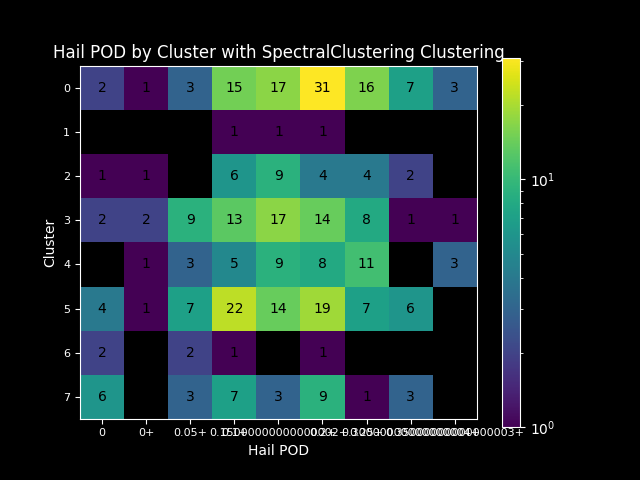 Hail POD by Cluster with SpectralClustering Clustering
0 2 1 3 15 17 31 16 7 3
1 1 1 1
2 1 1 6 9 4 4 2
3 2 2 9 13 17 14 8 1 1
4 1 3 5 9 8 11 3
5 4 1 7 22 14 19 7 6
6 2 2 1 1
7 6 3 7 3 9 1 3
Cluster
0 0+ 0.05+
Hail POD
10¹
10⁰